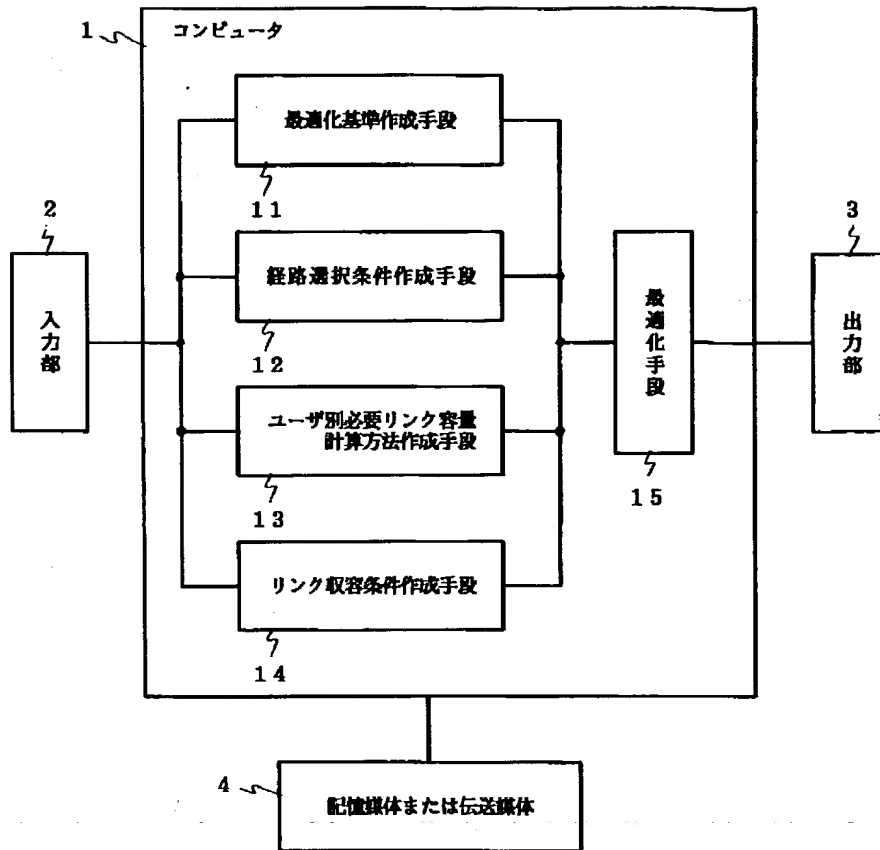 1
コンピュータ
最適化基準作成手段
11
2
入力部
経路選択条件作成手段
12
ユーザ別必要リンク容量
計算方法作成手段
13
リンク収容条件作成手段
14
最適化手段
15
3
出力部
4
記憶媒体または伝送媒体